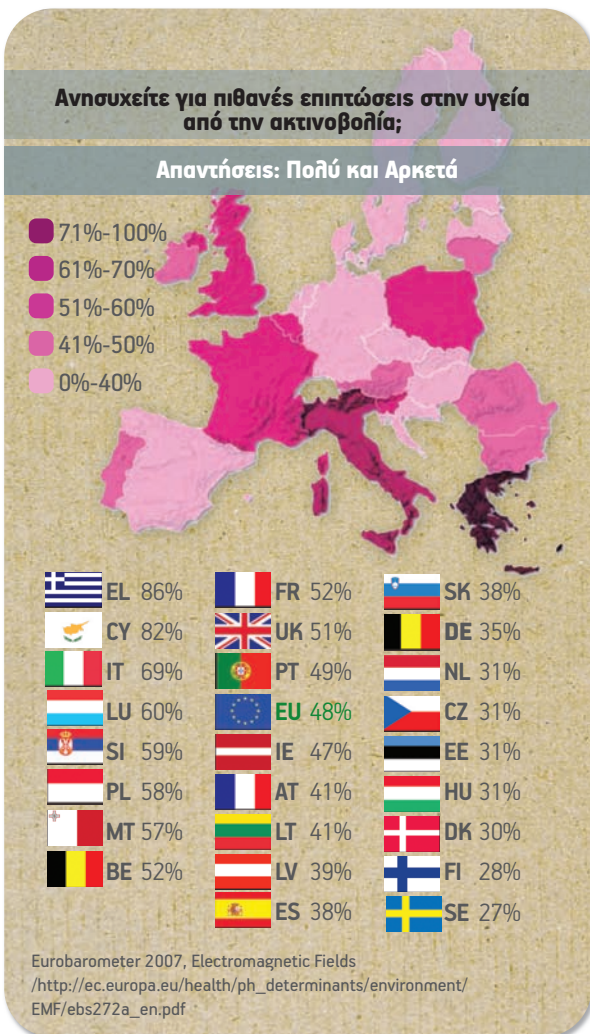 Ανησυχείτε για πιθανές επιπτώσεις στην υγεία
από την ακτινοβολία;
Απαντήσεις: Πολύ και Αρκετά
71%-100%
61%-70%
51%-60%
41%-50%
0%-40%
EL 86%
CY 82%
IT 69%
LU 60%
SI 59%
PL 58%
MT 57%
BE 52%
FR 52%
UK 51%
PT 49%
EU 48%
IE 47%
AT 41%
LT 41%
LV 39%
ES 38%
SK 38%
DE 35%
NL 31%
CZ 31%
EE 31%
HU 31%
DK 30%
FI 28%
SE 27%
Eurobarometer 2007, Electromagnetic Fields
/http://ec.europa.eu/health/ph_determinants/environment/
EMF/ebs272a_en.pdf